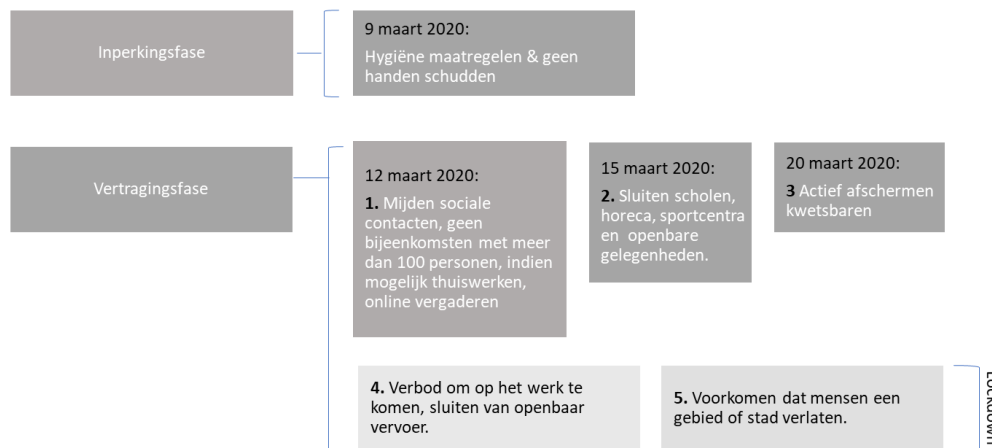 Inperkingsfase
9 maart 2020:
Hygiëne maatregelen & geen
handen schudden
Vertragingsfase
12 maart 2020:
1. Mijden sociale
contacten, geen
bijeenkomsten met meer
dan 100 personen, indien
mogelijk thuiswerken,
online vergaderen
15 maart 2020:
2. Sluiten scholen,
horeca, sportcentra
en openbare
gelegenheden.
20 maart 2020:
3 Actief afschermen
kwetsbaren
4. Verbod om op het werk te
komen, sluiten van openbaar
vervoer.
5. Voorkomen dat mensen een
gebied of stad verlaten.
Lockdown